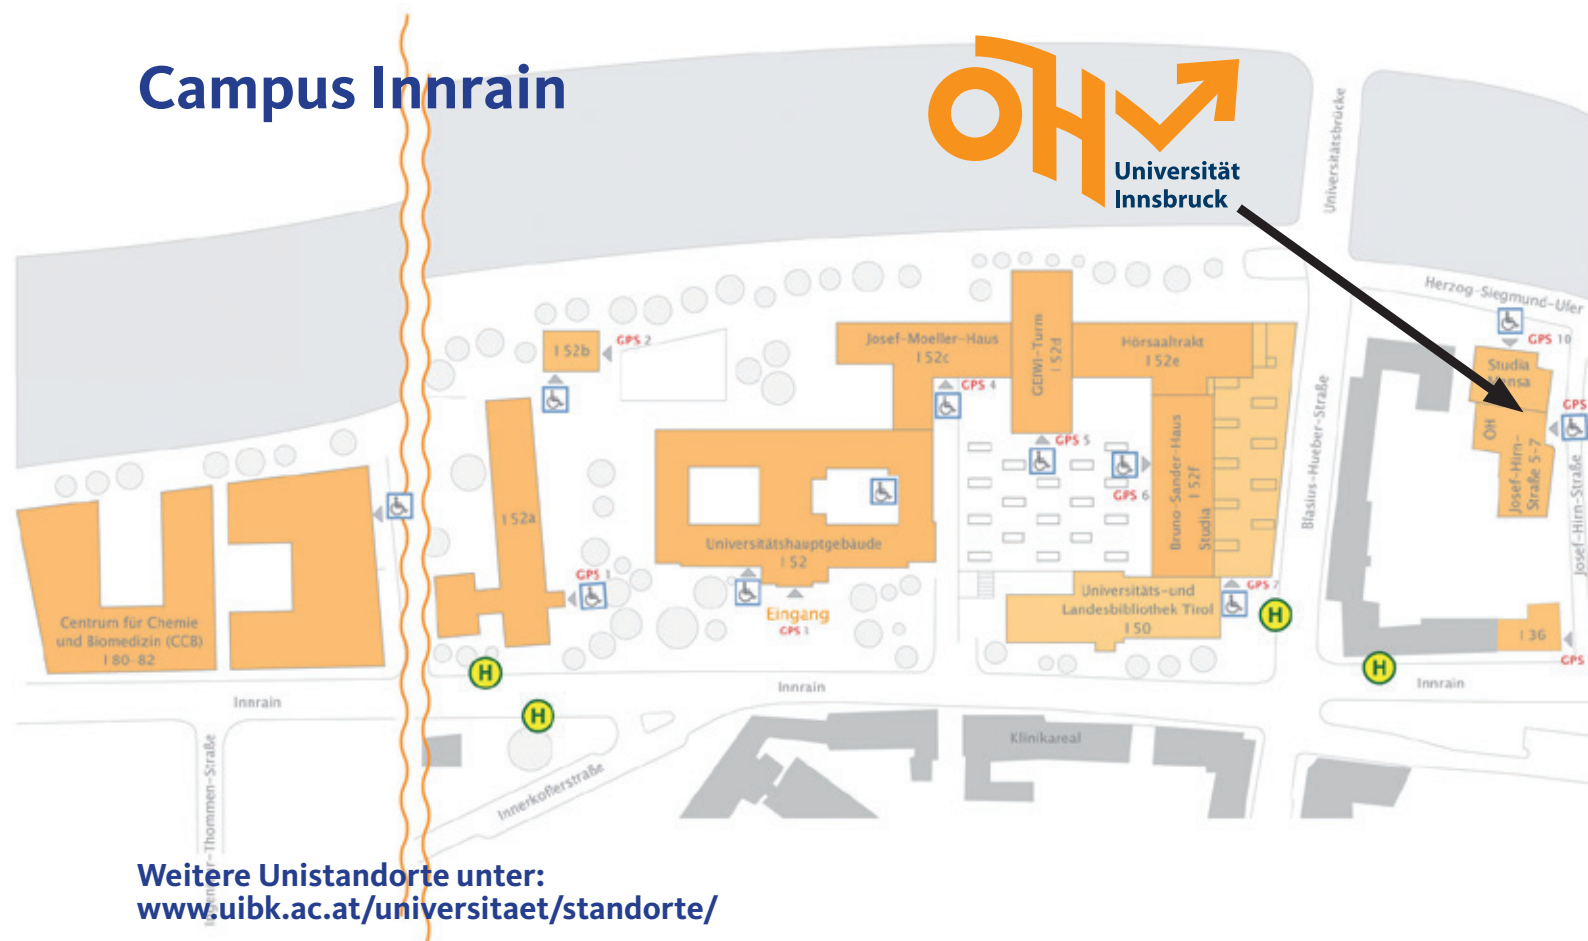 Campus Innrain
ÖH
Universität
Innsbruck
Universitätsbrücke
Herzog-Siegmund-Ufer
GPS 10
Studia
Mensa
GPS
ÖH
Josef-Hirn-
Straße 5-7
Josef-Hirn-Straße
Blasius-Hueber-Straße
I 52b
GPS 2
Josef-Moeller-Haus
I 52c
GEIWI-Turm
I 52d
Hörsaaltrakt
I 52e
GPS 4
GPS 5
GPS 6
Bruno-Sander-Haus
I 52f
Studia
I 52a
GPS 1
Universitätshauptgebäude
I 52
Eingang
GPS 3
Universitäts- und
Landesbibliothek Tirol
I 50
GPS 7
H
Centrum für Chemie
und Biomedizin (CCB)
I 80-82
H
H
H
I 36
GPS
Innrain
Innrain
Innrain
Klinikareal
Innerkoflerstraße
-Thommen-Straße
Weitere Unistandorte unter:
www.uibk.ac.at/universitaet/standorte/